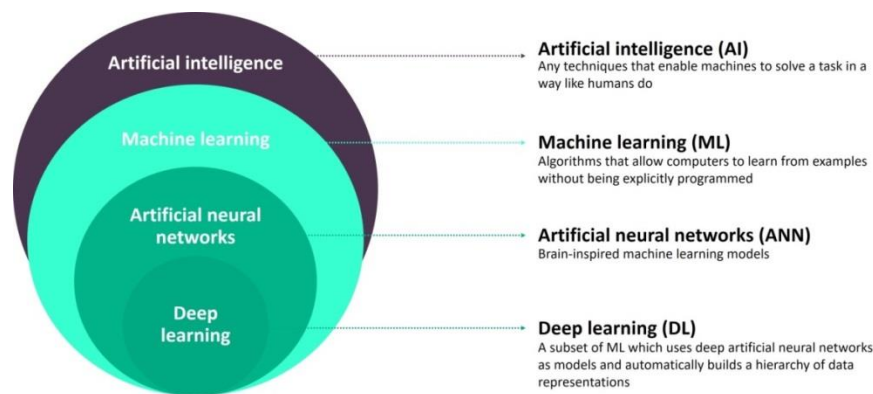 Artificial intelligence
Machine learning
Artificial neural
networks
Deep
learning
Artificial intelligence (AI)
Any techniques that enable machines to solve a task in a
way like humans do
Machine learning (ML)
Algorithms that allow computers to learn from examples
without being explicitly programmed
Artificial neural networks (ANN)
Brain-inspired machine learning models
Deep learning (DL)
A subset of ML which uses deep artificial neural networks
as models and automatically builds a hierarchy of data
representations